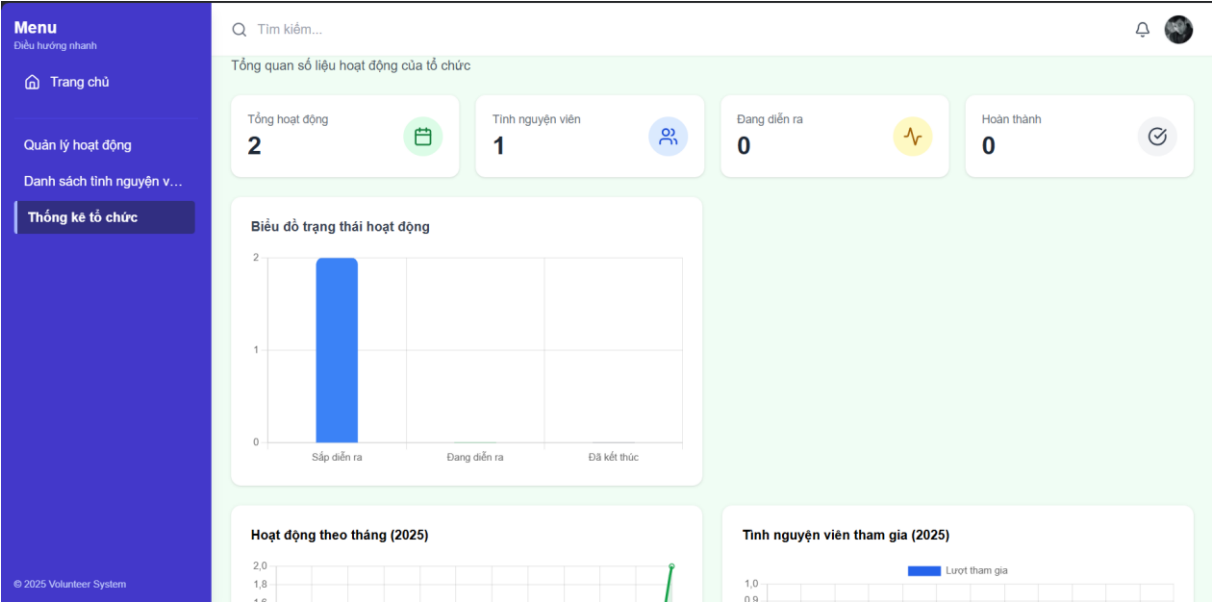 Menu
Điều hướng nhanh
Trang chủ
Quản lý hoạt động
Danh sách tình nguyện v...
Thống kê tổ chức
© 2025 Volunteer System
Tìm kiếm...
Tổng quan số liệu hoạt động của tổ chức
Tổng hoạt động
2
Tình nguyện viên
1
Đang diễn ra
0
Hoàn thành
0
Biểu đồ trạng thái hoạt động
2
1
0
Sắp diễn ra
Đang diễn ra
Đã kết thúc
Hoạt động theo tháng (2025)
2,0
1,8
1,6
Tình nguyện viên tham gia (2025)
Lượt tham gia
1,0
0,9